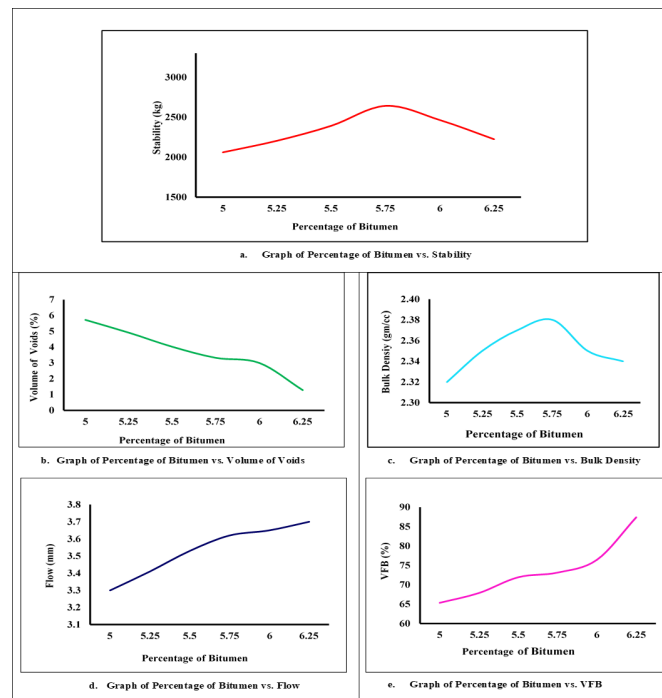 3000
2500
2000
1500
Stability (kg)
5 5.25 5.5 5.75 6 6.25
Percentage of Bitumen
a. Graph of Percentage of Bitumen vs. Stability
7
6
5
4
3
2
1
0
Volume of Voids (%)
5 5.25 5.5 5.75 6 6.25
Percentage of Bitumen
b. Graph of Percentage of Bitumen vs. Volume of Voids
2.40
2.38
2.36
2.34
2.32
2.30
Bulk Densiy (gm/cc)
5 5.25 5.5 5.75 6 6.25
Percentage of Bitumen
c. Graph of Percentage of Bitumen vs. Bulk Density
3.8
3.7
3.6
3.5
3.4
3.3
3.2
3.1
Flow (mm)
5 5.25 5.5 5.75 6 6.25
Percentage of Bitumen
d. Graph of Percentage of Bitumen vs. Flow
90
85
80
75
70
65
60
VFB (%)
5 5.25 5.5 5.75 6 6.25
Percentage of Bitumen
e. Graph of Percentage of Bitumen vs. VFB